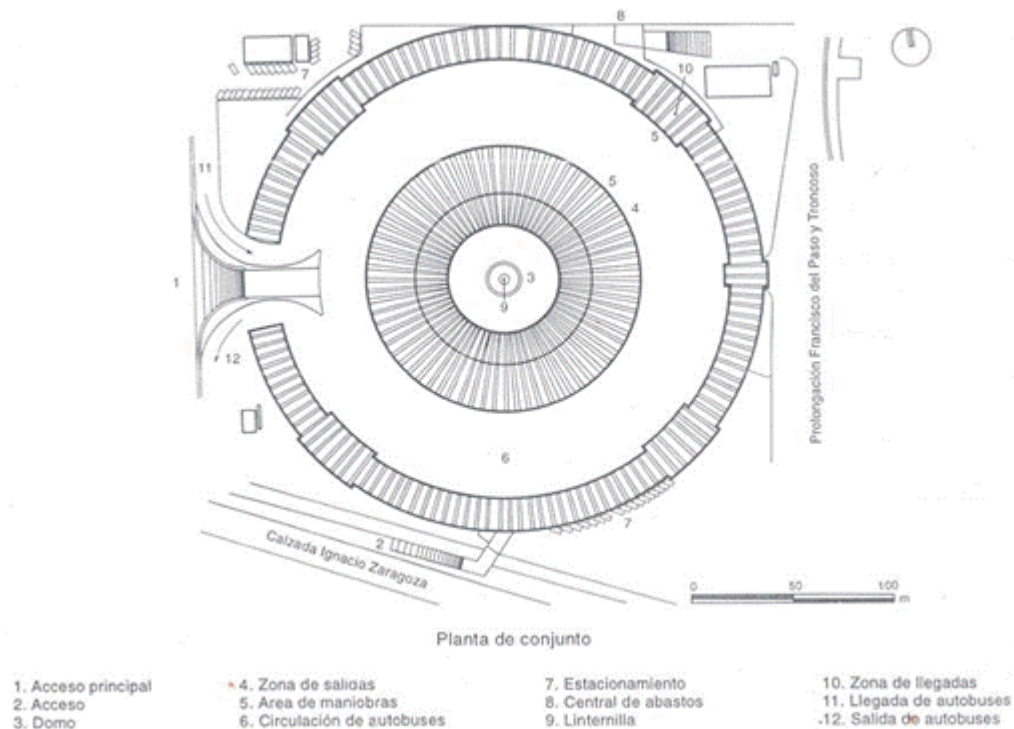 8
7
10
5
11
5
4
1
3
9
12
6
7
2
Calzada Ignacio Zaragoza
Prolongación Francisco del Paso y Troncoso
0 50 100
m
Planta de conjunto
1. Acceso principal
2. Acceso
3. Domo
4. Zona de salidas
5. Area de maniobras
6. Circulación de autobuses
7. Estacionamiento
8. Central de abastos
9. Linternilla
10. Zona de llegadas
11. Llegada de autobuses
12. Salida de autobuses